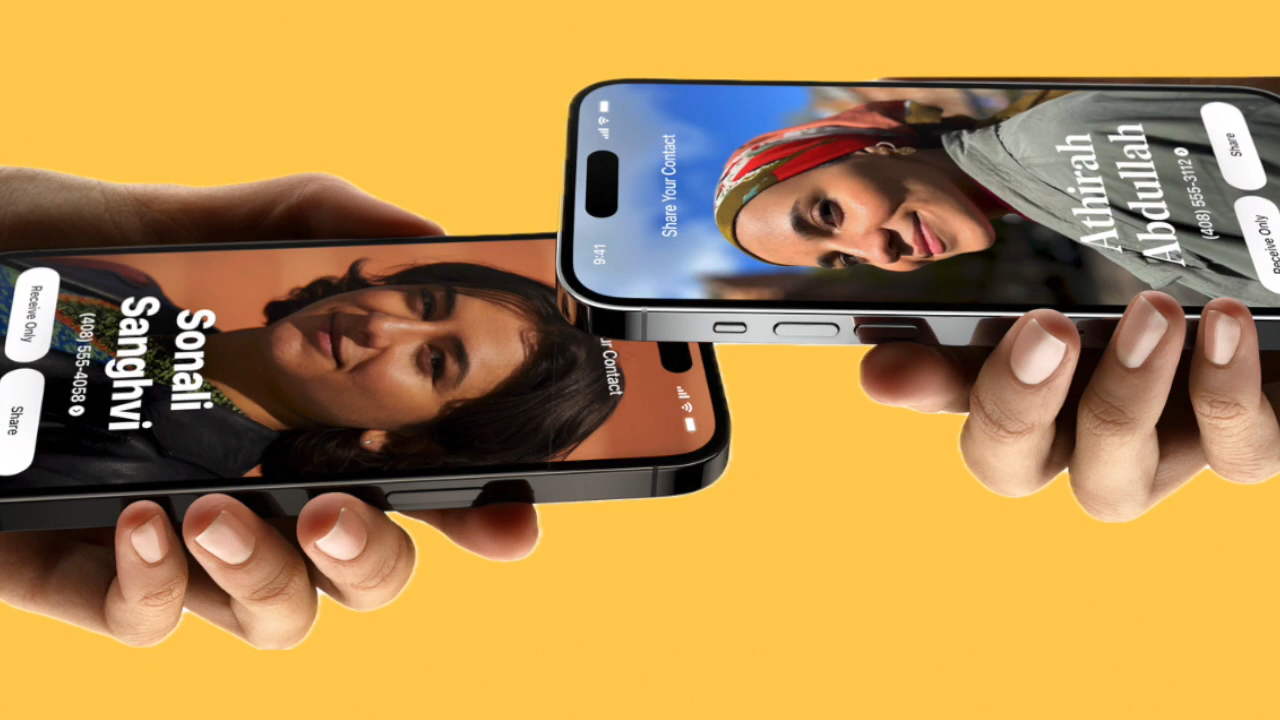 Sonali
Sanghvi
(408) 555-4058
Receive Only
Share
Contact
9:41
Share Your Contact
Athirah
Abdullah
(408) 555-3112
Share
Receive Only